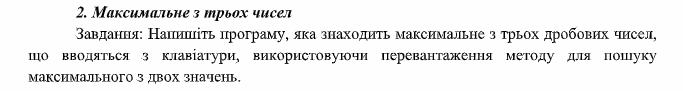 2. Максимальне з трьох чисел
Завдання: Напишіть програму, яка знаходить максимальне з трьох дробових чисел,
що вводяться з клавіатури, використовуючи перевантаження методу для пошуку
максимального з двох значень.